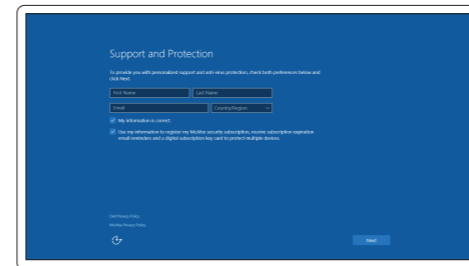 Support and Protection
To provide you with personalized support and anti-virus protection, check both preferences below and
click Next.
First Name
Last Name
Email
Country/Region
My information is correct.
Use my information to register my McAfee security subscription, receive subscription expiration
email reminders and a digital subscription key card to protect multiple devices.
Dell Privacy Policy
McAfee Privacy Policy
Next